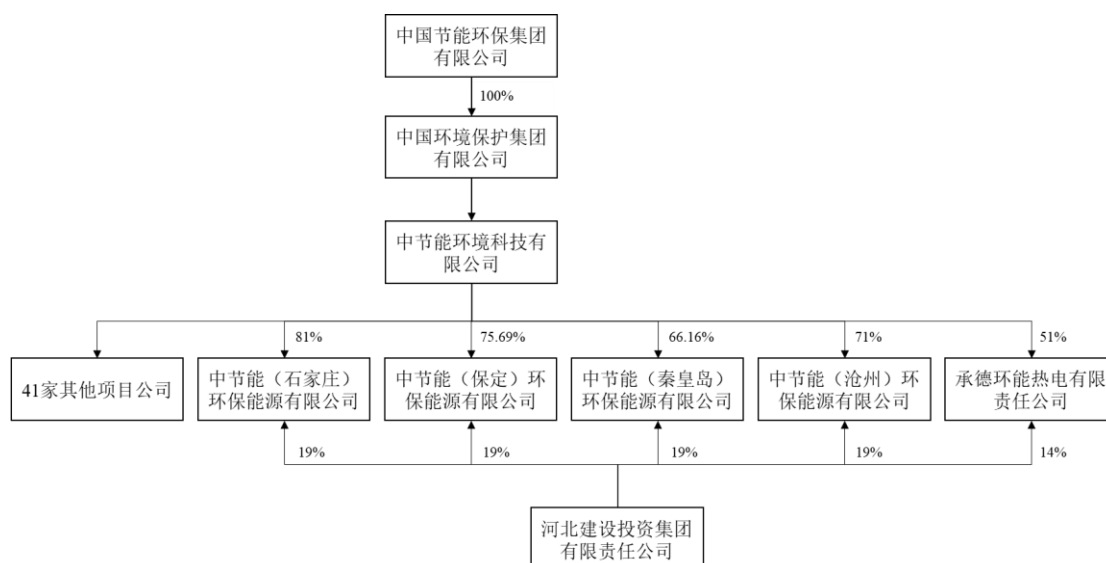 中国节能环保集团
有限公司
100%
中国环境保护集团
有限公司
中节能环境科技有
限公司
81%
75.69%
66.16%
71%
51%
41家其他项目公司
中节能（石家庄）
环保能源有限公司
中节能（保定）环
保能源有限公司
中节能（秦皇岛）
环保能源有限公司
中节能（沧州）环
保能源有限公司
承德环能热电有限
责任公司
19%
19%
19%
19%
14%
河北建设投资集团
有限责任公司